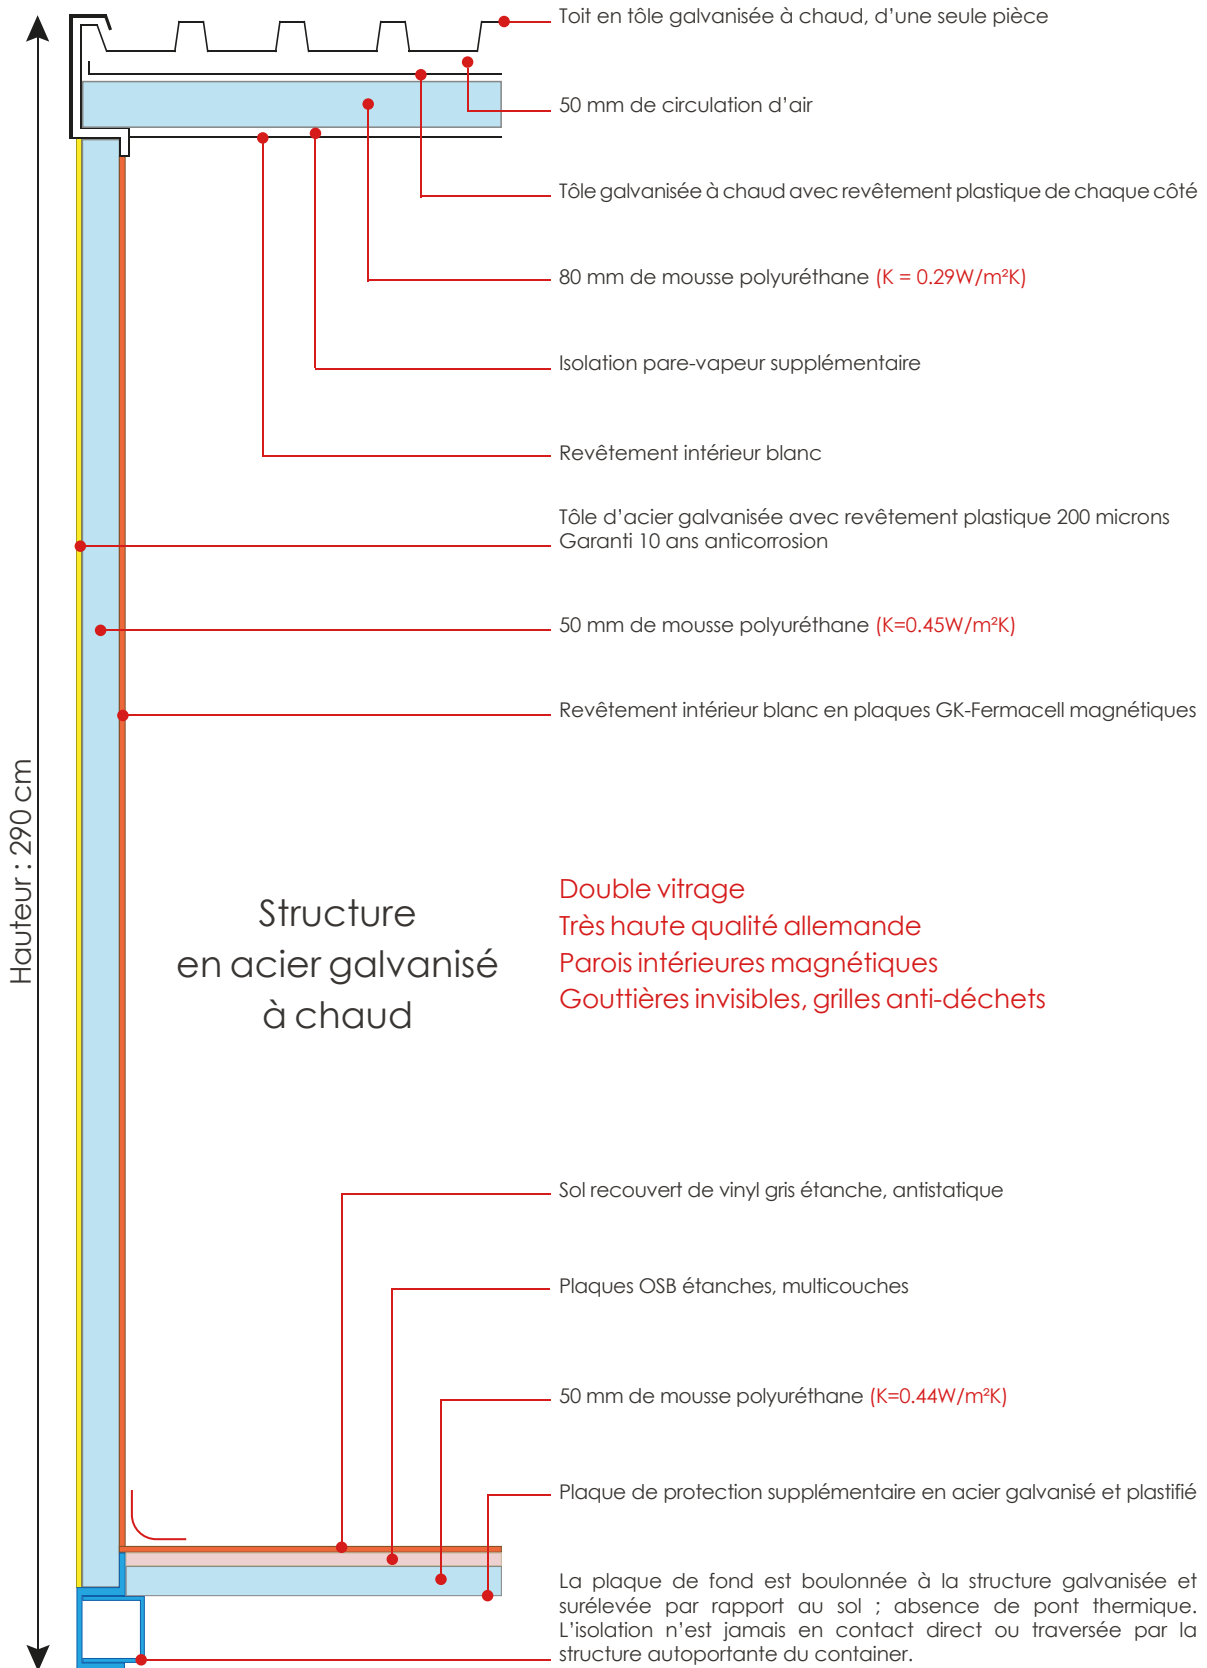 Toit en tôle galvanisée à chaud, d’une seule pièce
50 mm de circulation d’air
Tôle galvanisée à chaud avec revêtement plastique de chaque côté
80 mm de mousse polyuréthane (K = 0.29W/m²K)
Isolation pare-vapeur supplémentaire
Revêtement intérieur blanc
Tôle d’acier galvanisée avec revêtement plastique 200 microns
Garanti 10 ans anticorrosion
50 mm de mousse polyuréthane (K=0.45W/m²K)
Revêtement intérieur blanc en plaques GK-Fermacell magnétiques
Hauteur : 290 cm
Structure
en acier galvanisé
à chaud
Double vitrage
Très haute qualité allemande
Parois intérieures magnétiques
Gouttières invisibles, grilles anti-déchets
Sol recouvert de vinyl gris étanche, antistatique
Plaques OSB étanches, multicouches
50 mm de mousse polyuréthane (K=0.44W/m²K)
Plaque de protection supplémentaire en acier galvanisé et plastifié
La plaque de fond est boulonnée à la structure galvanisée et
surélevée par rapport au sol ; absence de pont thermique.
L’isolation n’est jamais en contact direct ou traversée par la
structure autoportante du container.